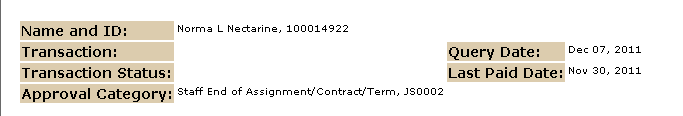 Name and ID: Norma L Nectarine, 100014922
Transaction: Query Date: Dec 07, 2011
Transaction Status: Last Paid Date: Nov 30, 2011
Approval Category: Staff End of Assignment/Contract/Term, JS0002